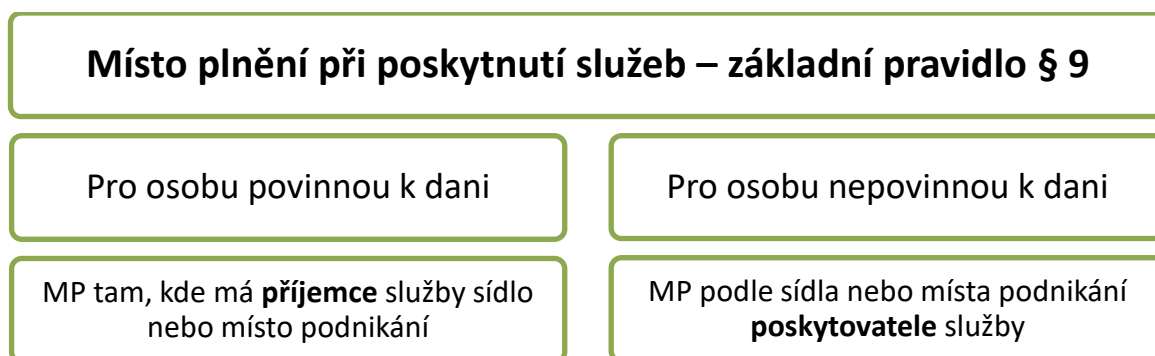 Místo plnění při poskytnutí služeb – základní pravidlo § 9
Pro osobu povinnou k dani
Pro osobu nepovinnou k dani
MP tam, kde má příjemce služby sídlo
nebo místo podnikání
MP podle sídla nebo místa podnikání
poskytovatele služby